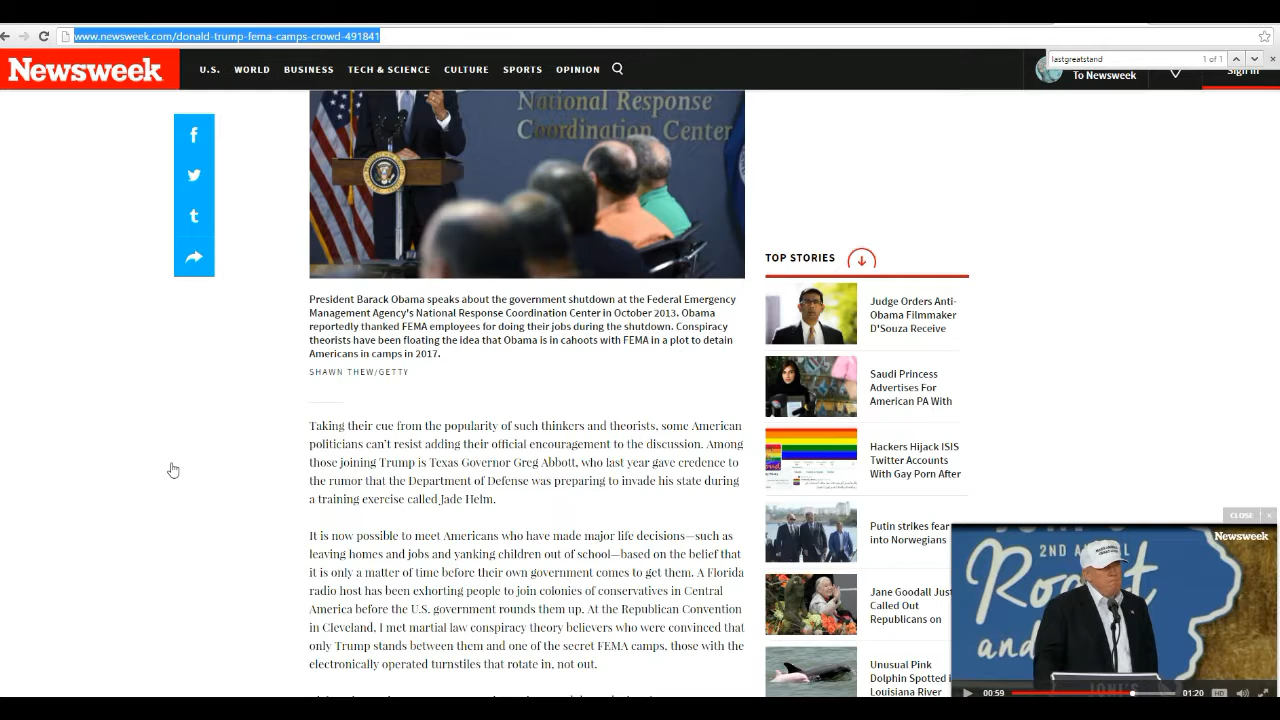 www.newsweek.com/donald-trump-fema-camps-crowd-491841
lastgreatstand 1 of 1
Newsweek
U.S. WORLD BUSINESS TECH & SCIENCE CULTURE SPORTS OPINION
To Newsweek
Sign In
National Response
Coordination Center
President Barack Obama speaks about the government shutdown at the Federal Emergency
Management Agency's National Response Coordination Center in October 2013. Obama
reportedly thanked FEMA employees for doing their jobs during the shutdown. Conspiracy
theorists have been floating the idea that Obama is in cahoots with FEMA in a plot to detain
Americans in camps in 2017.
SHAWN THEW/GETTY
Taking their cue from the popularity of such thinkers and theorists, some American
politicians can't resist adding their official encouragement to the discussion. Among
those joining Trump is Texas Governor Greg Abbott, who last year gave credence to
the rumor that the Department of Defense was preparing to invade his state during
a training exercise called Jade Helm.
It is now possible to meet Americans who have made major life decisions—such as
leaving homes and jobs and yanking children out of school—based on the belief that
it is only a matter of time before their own government comes to get them. A Florida
radio host has been exhorting people to join colonies of conservatives in Central
America before the U.S. government rounds them up. At the Republican Convention
in Cleveland, I met martial law conspiracy theory believers who were convinced that
only Trump stands between them and one of the secret FEMA camps, those with the
electronically operated turnstiles that rotate in, not out.
TOP STORIES
Judge Orders Anti-
Obama Filmmaker
D'Souza Receive
Saudi Princess
Advertises For
American PA With
Hackers Hijack ISIS
Twitter Accounts
With Gay Porn After
Putin strikes fear
into Norwegians
Jane Goodall Just
Called Out
Republicans on
Unusual Pink
Dolphin Spotted in
Louisiana River
CLOSE ×
Newsweek
2ND ANNUAL
Roast
and
00:59 01:20 HD